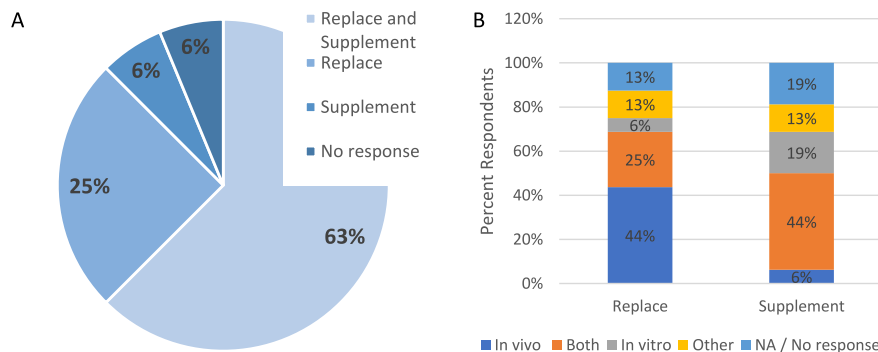 A
Replace and
Supplement
Replace
Supplement
No response
6%
6%
25%
63%
B
Percent Respondents
120%
100%
80%
60%
40%
20%
0%
13%
13%
6%
25%
44%
19%
13%
19%
44%
6%
Replace
Supplement
In vivo
Both
In vitro
Other
NA / No response